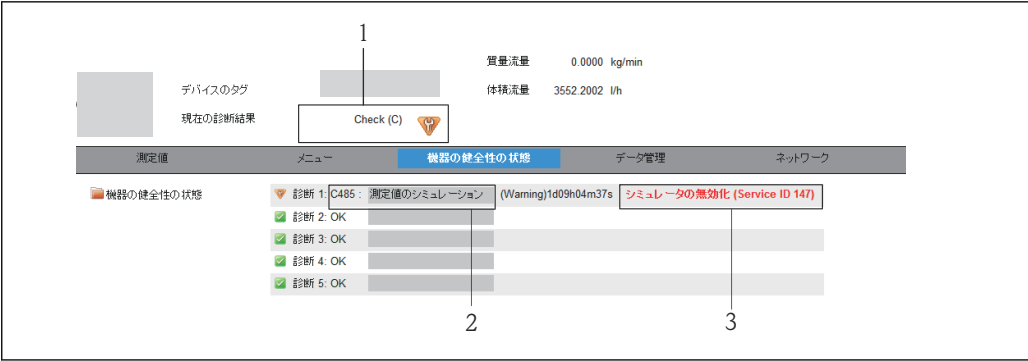 1
質量流量 0.0000 kg/min
デバイスのタグ 体積流量 3552.2002 l/h
現在の診断結果 Check (C)
測定値 メニュー 機器の健全性の状態 データ管理 ネットワーク
機器の健全性の状態 診断 1: C485 : 測定値のシミュレーション (Warning)1d09h04m37s シミュレータの無効化 (Service ID 147)
診断 2: OK
診断 3: OK
診断 4: OK
診断 5: OK
2 3